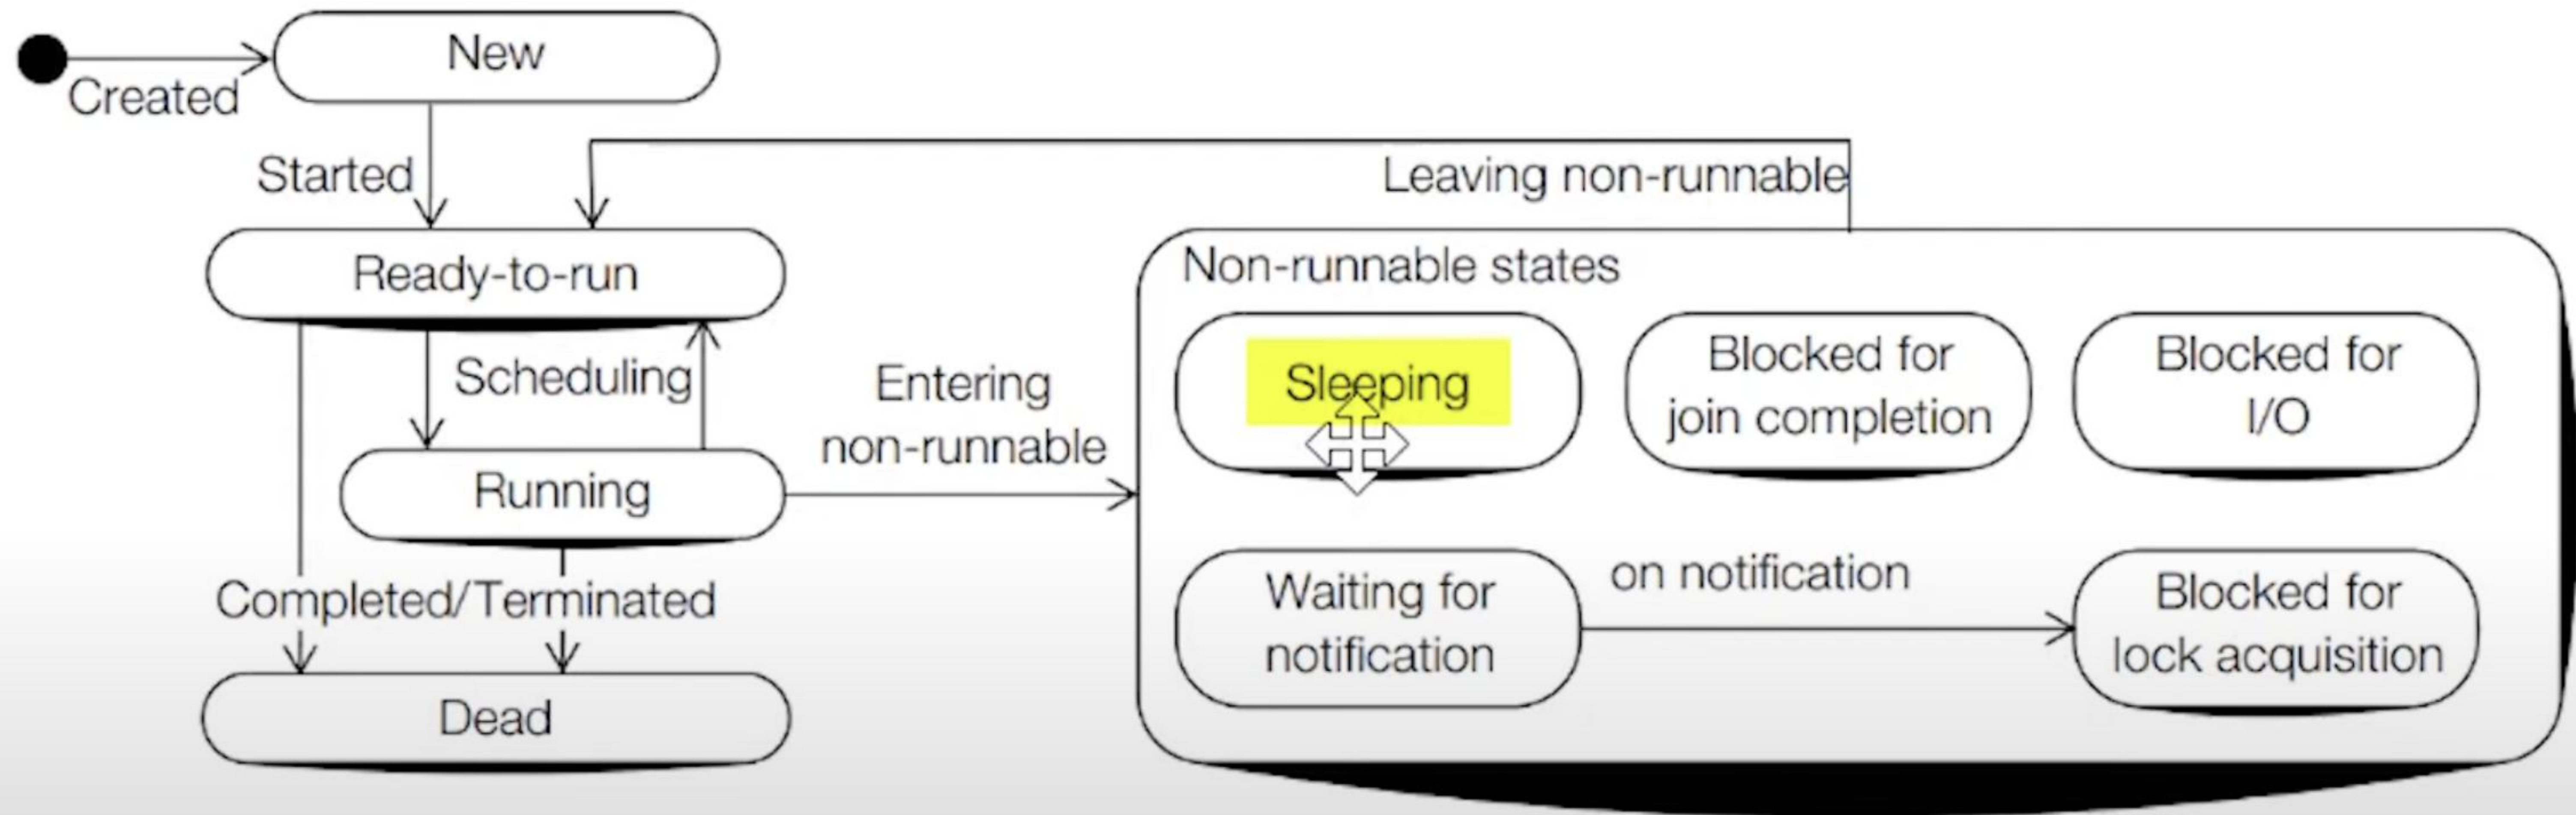 New
Created
Started
Leaving non-runnable
Ready-to-run
Non-runnable states
Scheduling
Entering
non-runnable
Sleeping
Blocked for
join completion
Blocked for
I/O
Running
Completed/Terminated
Waiting for
notification
on notification
Blocked for
lock acquisition
Dead